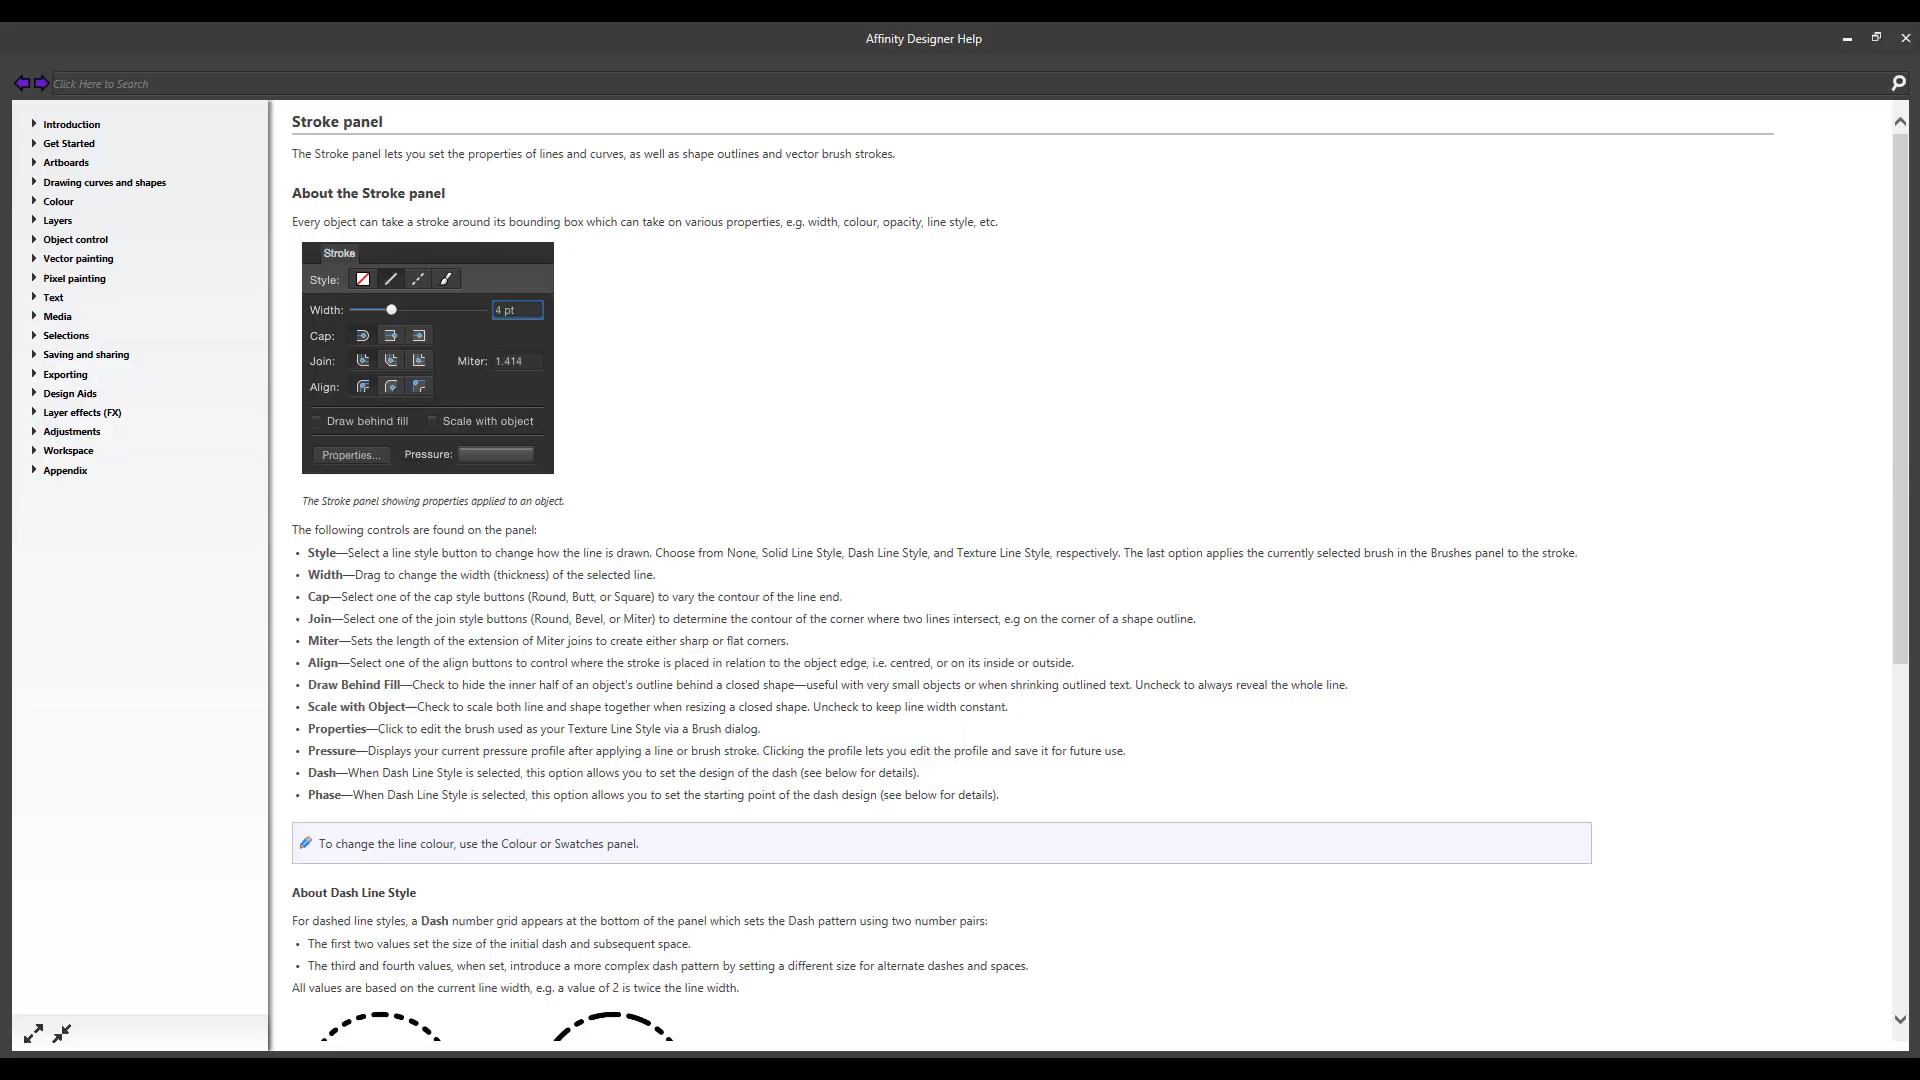 Affinity Designer Help
Click Here to Search
Introduction
Get Started
Artboards
Drawing curves and shapes
Colour
Layers
Object control
Vector painting
Pixel painting
Text
Media
Selections
Saving and sharing
Exporting
Design Aids
Layer effects (FX)
Adjustments
Workspace
Appendix
Stroke panel
The Stroke panel lets you set the properties of lines and curves, as well as shape outlines and vector brush strokes.
About the Stroke panel
Every object can take a stroke around its bounding box which can take on various properties, e.g. width, colour, opacity, line style, etc.
Stroke
Style:
Width: 4 pt
Cap:
Join: Miter: 1.414
Align:
Draw behind fill Scale with object
Properties... Pressure:
The Stroke panel showing properties applied to an object.
The following controls are found on the panel:
• Style—Select a line style button to change how the line is drawn. Choose from None, Solid Line Style, Dash Line Style, and Texture Line Style, respectively. The last option applies the currently selected brush in the Brushes panel to the stroke.
• Width—Drag to change the width (thickness) of the selected line.
• Cap—Select one of the cap style buttons (Round, Butt, or Square) to vary the contour of the line end.
• Join—Select one of the join style buttons (Round, Bevel, or Miter) to determine the contour of the corner where two lines intersect, e.g on the corner of a shape outline.
• Miter—Sets the length of the extension of Miter joins to create either sharp or flat corners.
• Align—Select one of the align buttons to control where the stroke is placed in relation to the object edge, i.e. centred, or on its inside or outside.
• Draw Behind Fill—Check to hide the inner half of an object's outline behind a closed shape—useful with very small objects or when shrinking outlined text. Uncheck to always reveal the whole line.
• Scale with Object—Check to scale both line and shape together when resizing a closed shape. Uncheck to keep line width constant.
• Properties—Click to edit the brush used as your Texture Line Style via a Brush dialog.
• Pressure—Displays your current pressure profile after applying a line or brush stroke. Clicking the profile lets you edit the profile and save it for future use.
• Dash—When Dash Line Style is selected, this option allows you to set the design of the dash (see below for details).
• Phase—When Dash Line Style is selected, this option allows you to set the starting point of the dash design (see below for details).
To change the line colour, use the Colour or Swatches panel.
About Dash Line Style
For dashed line styles, a Dash number grid appears at the bottom of the panel which sets the Dash pattern using two number pairs:
• The first two values set the size of the initial dash and subsequent space.
• The third and fourth values, when set, introduce a more complex dash pattern by setting a different size for alternate dashes and spaces.
All values are based on the current line width, e.g. a value of 2 is twice the line width.